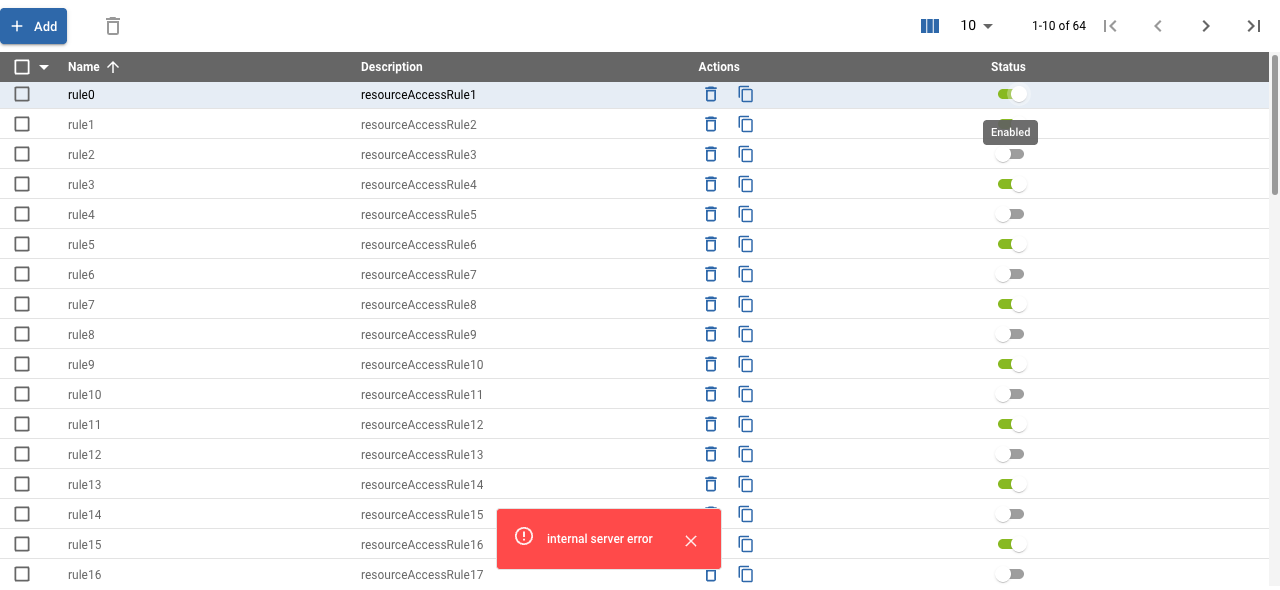 Add
10
1-10 of 64
Name Description Actions Status
rule0 resourceAccessRule1
rule1 resourceAccessRule2
Enabled
rule2 resourceAccessRule3
rule3 resourceAccessRule4
rule4 resourceAccessRule5
rule5 resourceAccessRule6
rule6 resourceAccessRule7
rule7 resourceAccessRule8
rule8 resourceAccessRule9
rule9 resourceAccessRule10
rule10 resourceAccessRule11
rule11 resourceAccessRule12
rule12 resourceAccessRule13
rule13 resourceAccessRule14
rule14 resourceAccessRule15
internal server error
rule15 resourceAccessRule16
rule16 resourceAccessRule17